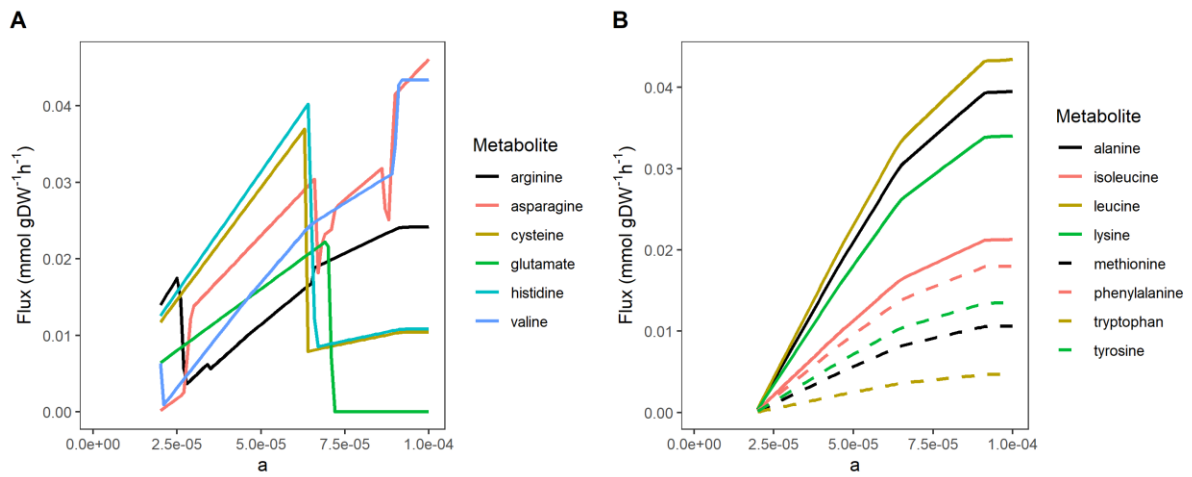 A
Flux (mmol gDW⁻¹h⁻¹)
0.04
0.03
0.02
0.01
0.00
0.0e+00 2.5e-05 5.0e-05 7.5e-05 1.0e-04
a
Metabolite
arginine
asparagine
cysteine
glutamate
histidine
valine
B
Flux (mmol gDW⁻¹h⁻¹)
0.04
0.03
0.02
0.01
0.00
0.0e+00 2.5e-05 5.0e-05 7.5e-05 1.0e-04
a
Metabolite
alanine
isoleucine
leucine
lysine
methionine
phenylalanine
tryptophan
tyrosine